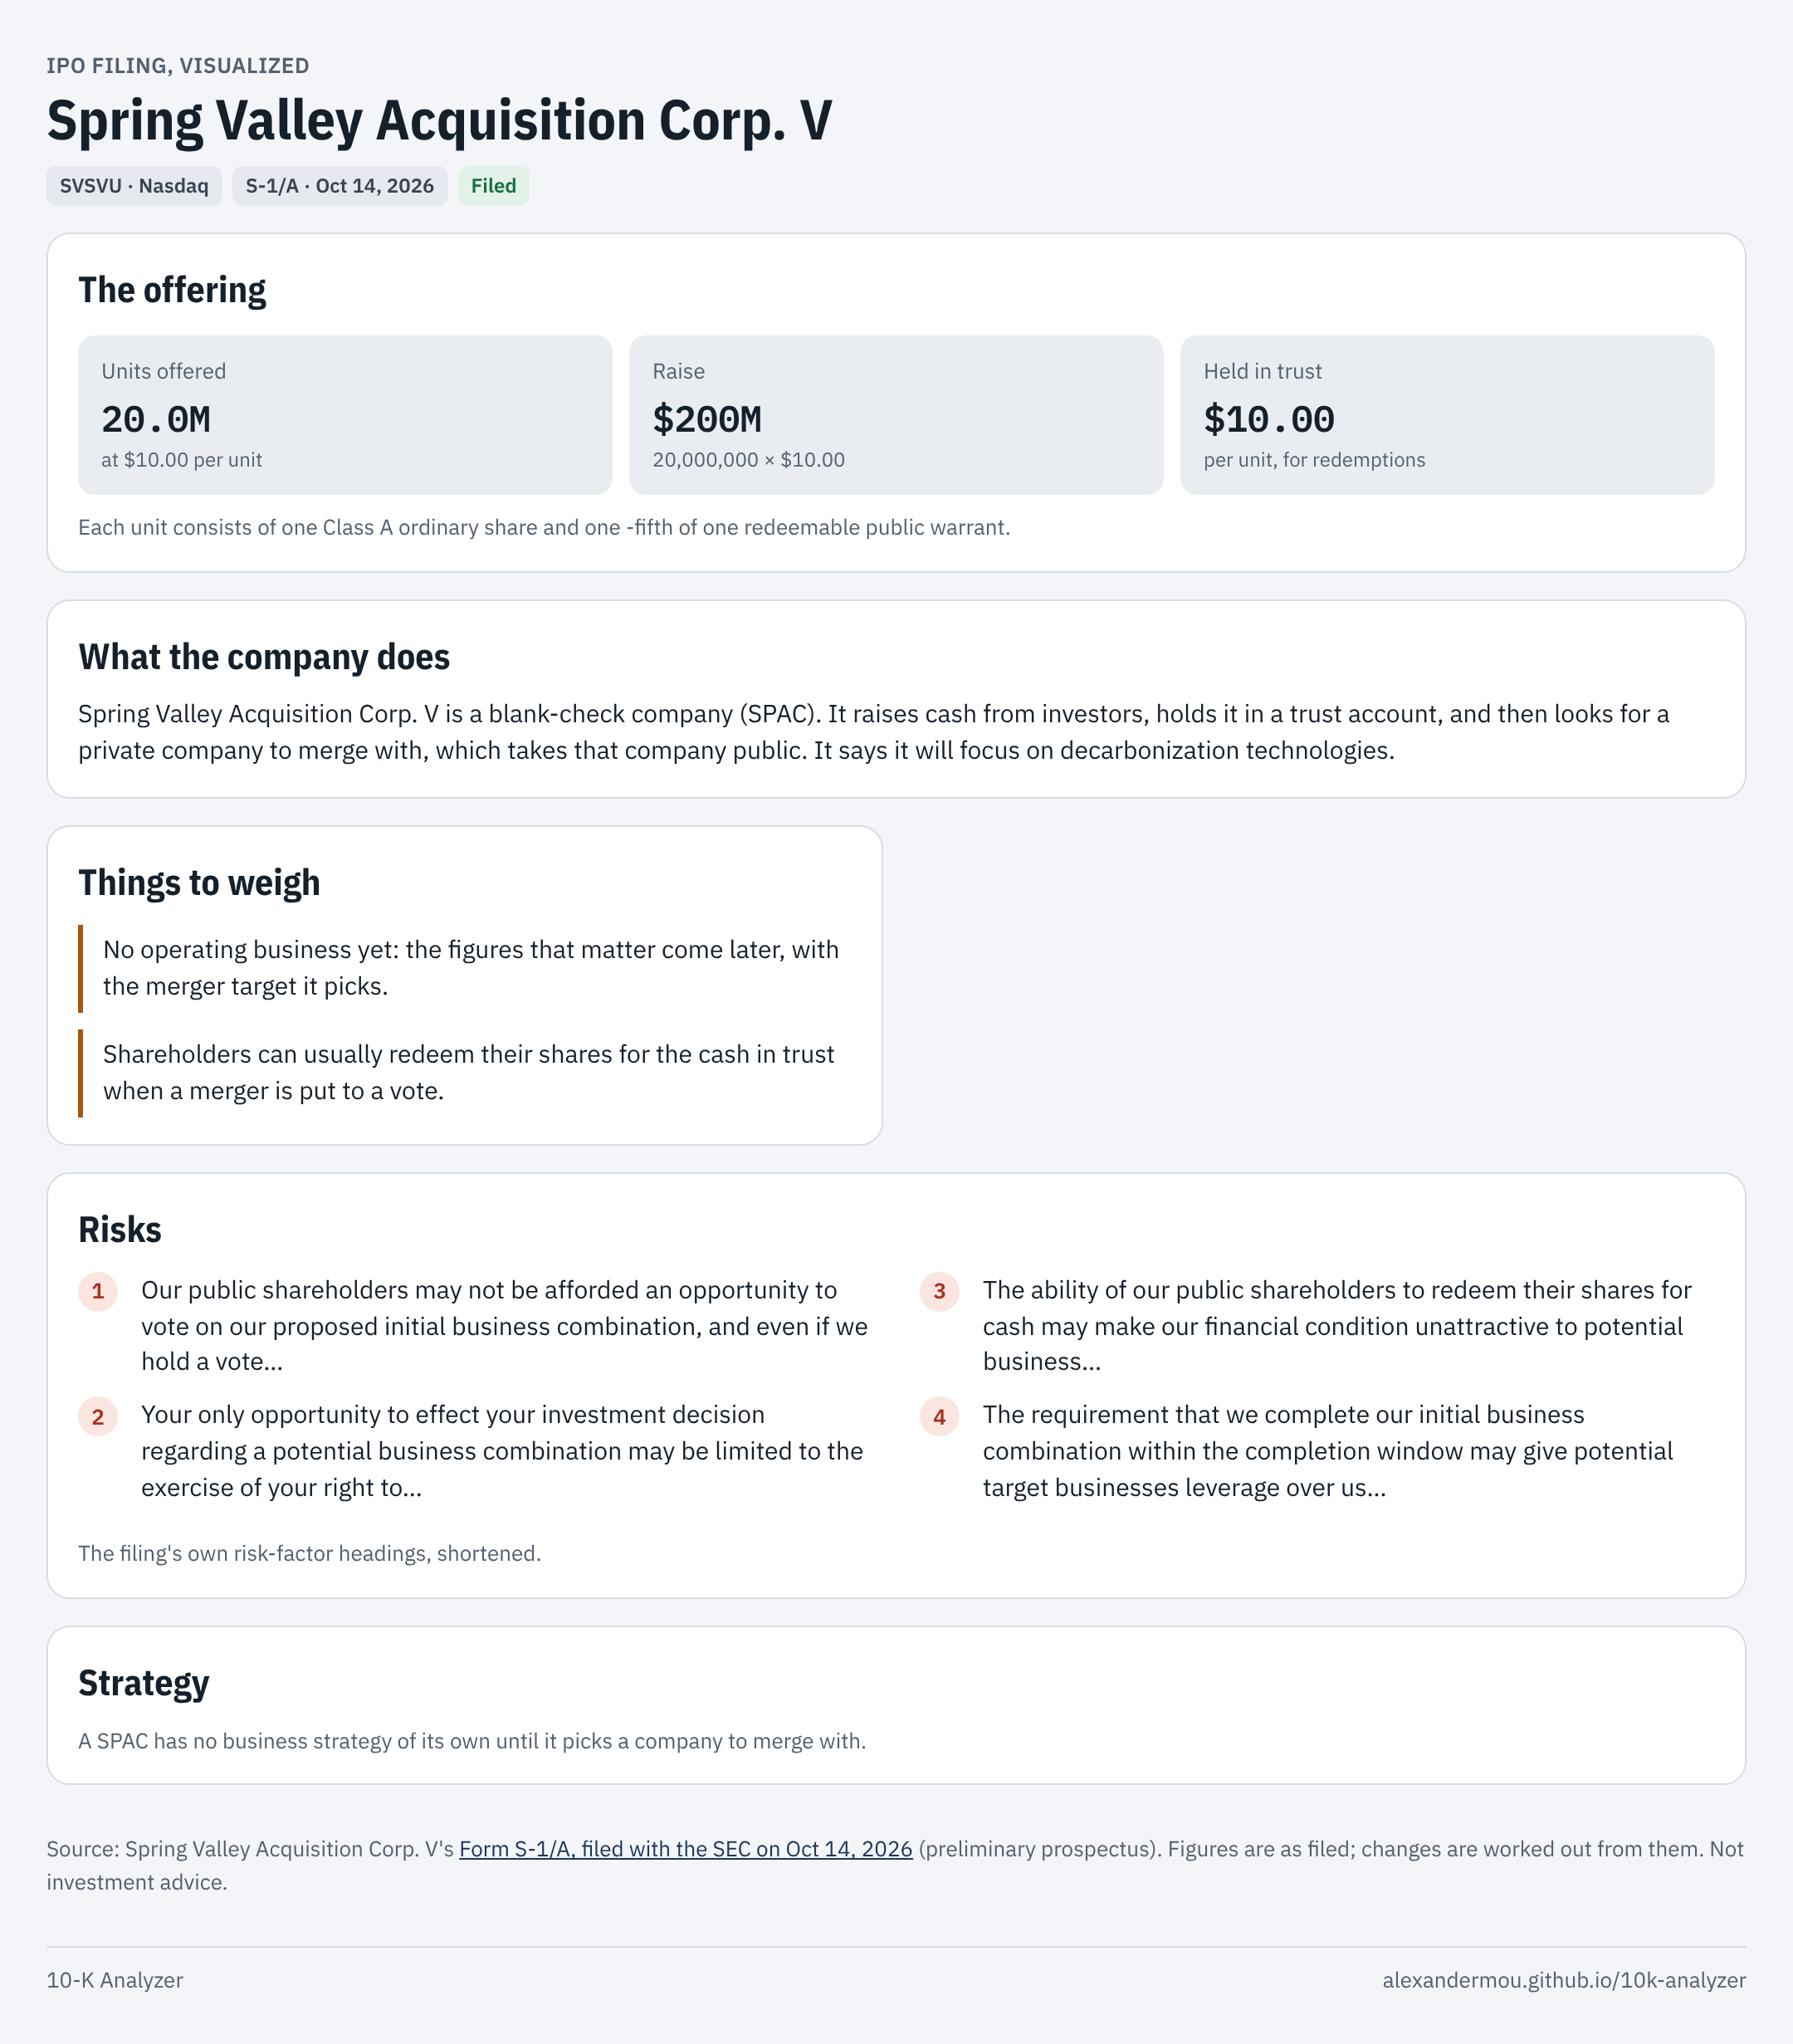 IPO FILING, VISUALIZED
Spring Valley Acquisition Corp. V
SVSVU · Nasdaq
S-1/A · Oct 14, 2026
Filed
The offering
Units offered
20.0M
at $10.00 per unit
Raise
$200M
20,000,000 × $10.00
Held in trust
$10.00
per unit, for redemptions
Each unit consists of one Class A ordinary share and one -fifth of one redeemable public warrant.
What the company does
Spring Valley Acquisition Corp. V is a blank-check company (SPAC). It raises cash from investors, holds it in a trust account, and then looks for a
private company to merge with, which takes that company public. It says it will focus on decarbonization technologies.
Things to weigh
No operating business yet: the figures that matter come later, with
the merger target it picks.
Shareholders can usually redeem their shares for the cash in trust
when a merger is put to a vote.
Risks
1
Our public shareholders may not be afforded an opportunity to
vote on our proposed initial business combination, and even if we
hold a vote...
2
Your only opportunity to effect your investment decision
regarding a potential business combination may be limited to the
exercise of your right to...
3
The ability of our public shareholders to redeem their shares for
cash may make our financial condition unattractive to potential
business...
4
The requirement that we complete our initial business
combination within the completion window may give potential
target businesses leverage over us...
The filing's own risk-factor headings, shortened.
Strategy
A SPAC has no business strategy of its own until it picks a company to merge with.
Source: Spring Valley Acquisition Corp. V's Form S-1/A, filed with the SEC on Oct 14, 2026 (preliminary prospectus). Figures are as filed; changes are worked out from them. Not
investment advice.
10-K Analyzer
alexandermou.github.io/10k-analyzer